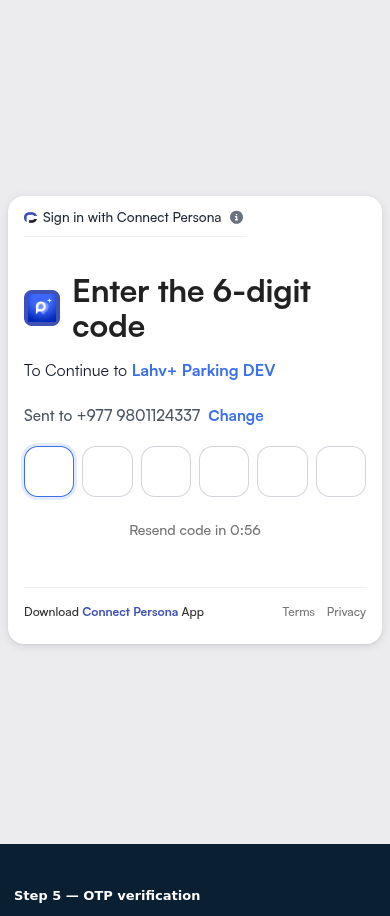 Sign in with Connect Persona
Enter the 6-digit
code
To Continue to Lahv+ Parking DEV
Sent to +977 9801124337 Change
Resend code in 0:56
Download Connect Persona App Terms Privacy
Step 5 — OTP verification